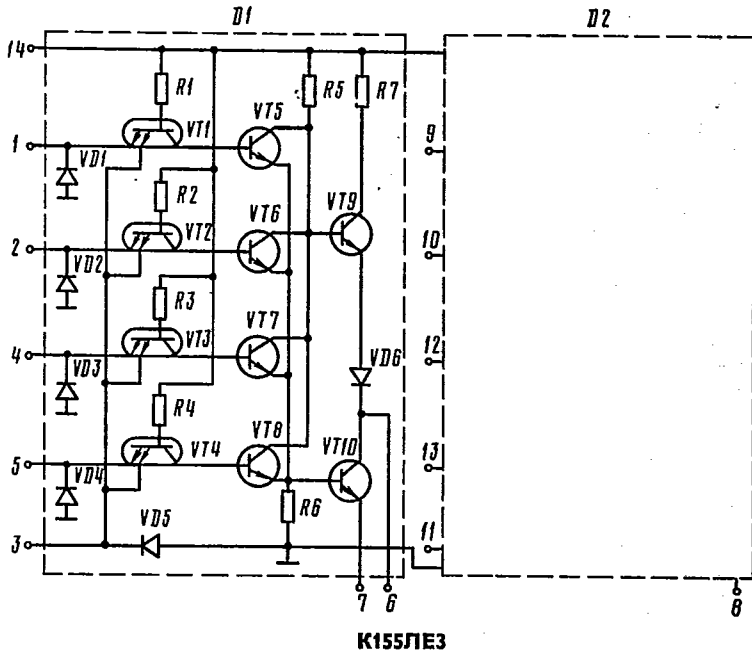 D1
D2
14
R1
R5
R7
1
VD1
VT1
VT5
9
R2
VT9
2
VD2
VT2
VT6
10
R3
4
VD3
VT3
VT7
VD6
12
R4
5
VD4
VT4
VT8
VT10
13
R6
3
VD5
11
7
6
8
К155ЛЕ3